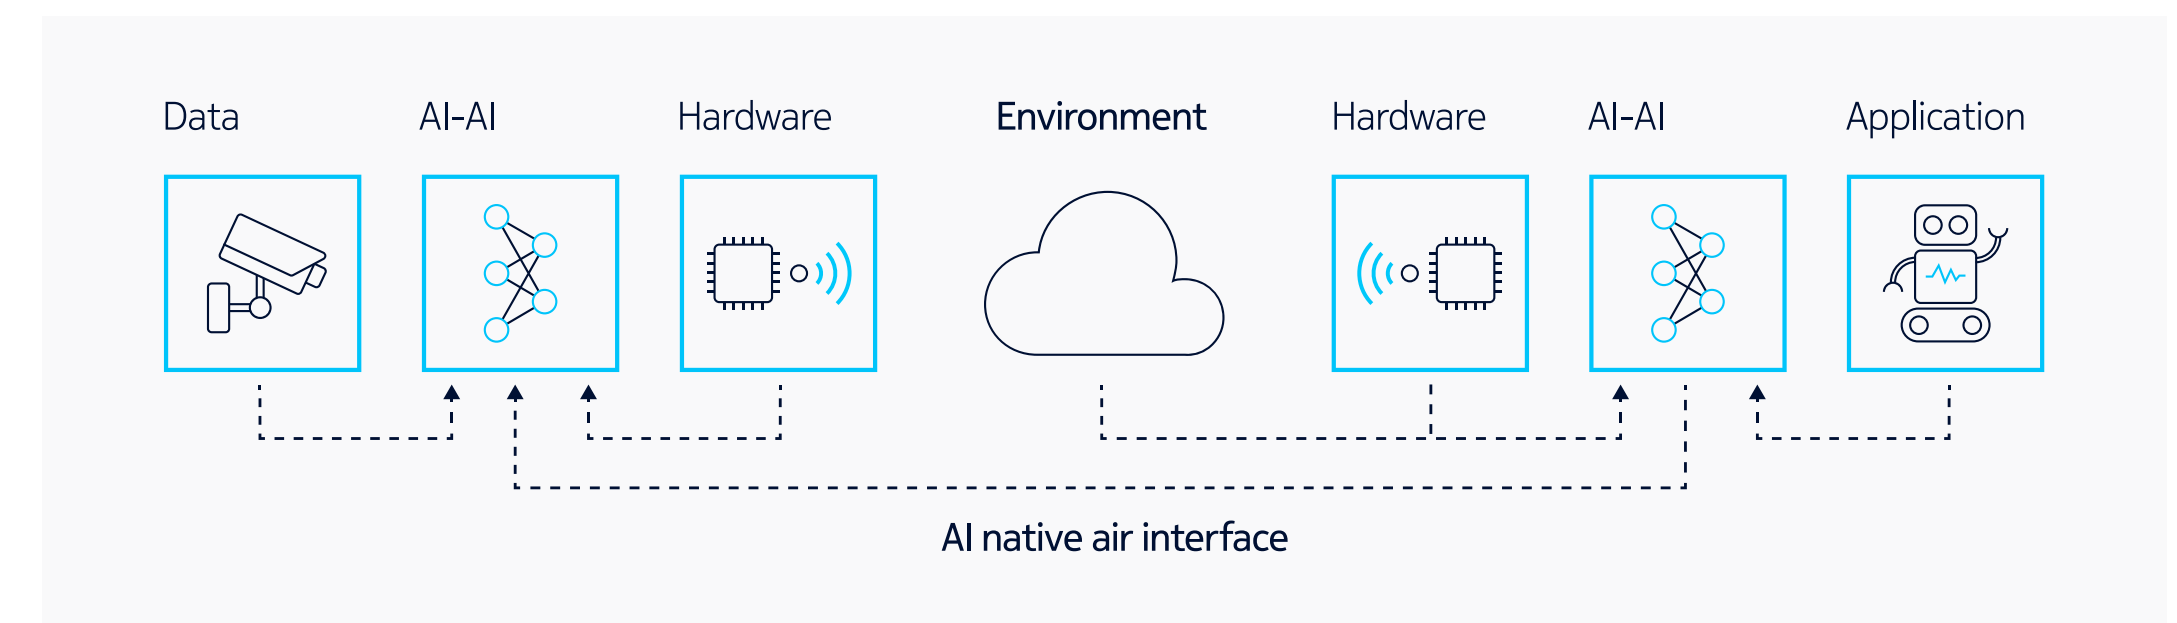 Data
AI-AI
Hardware
Environment
Hardware
AI-AI
Application
AI native air interface